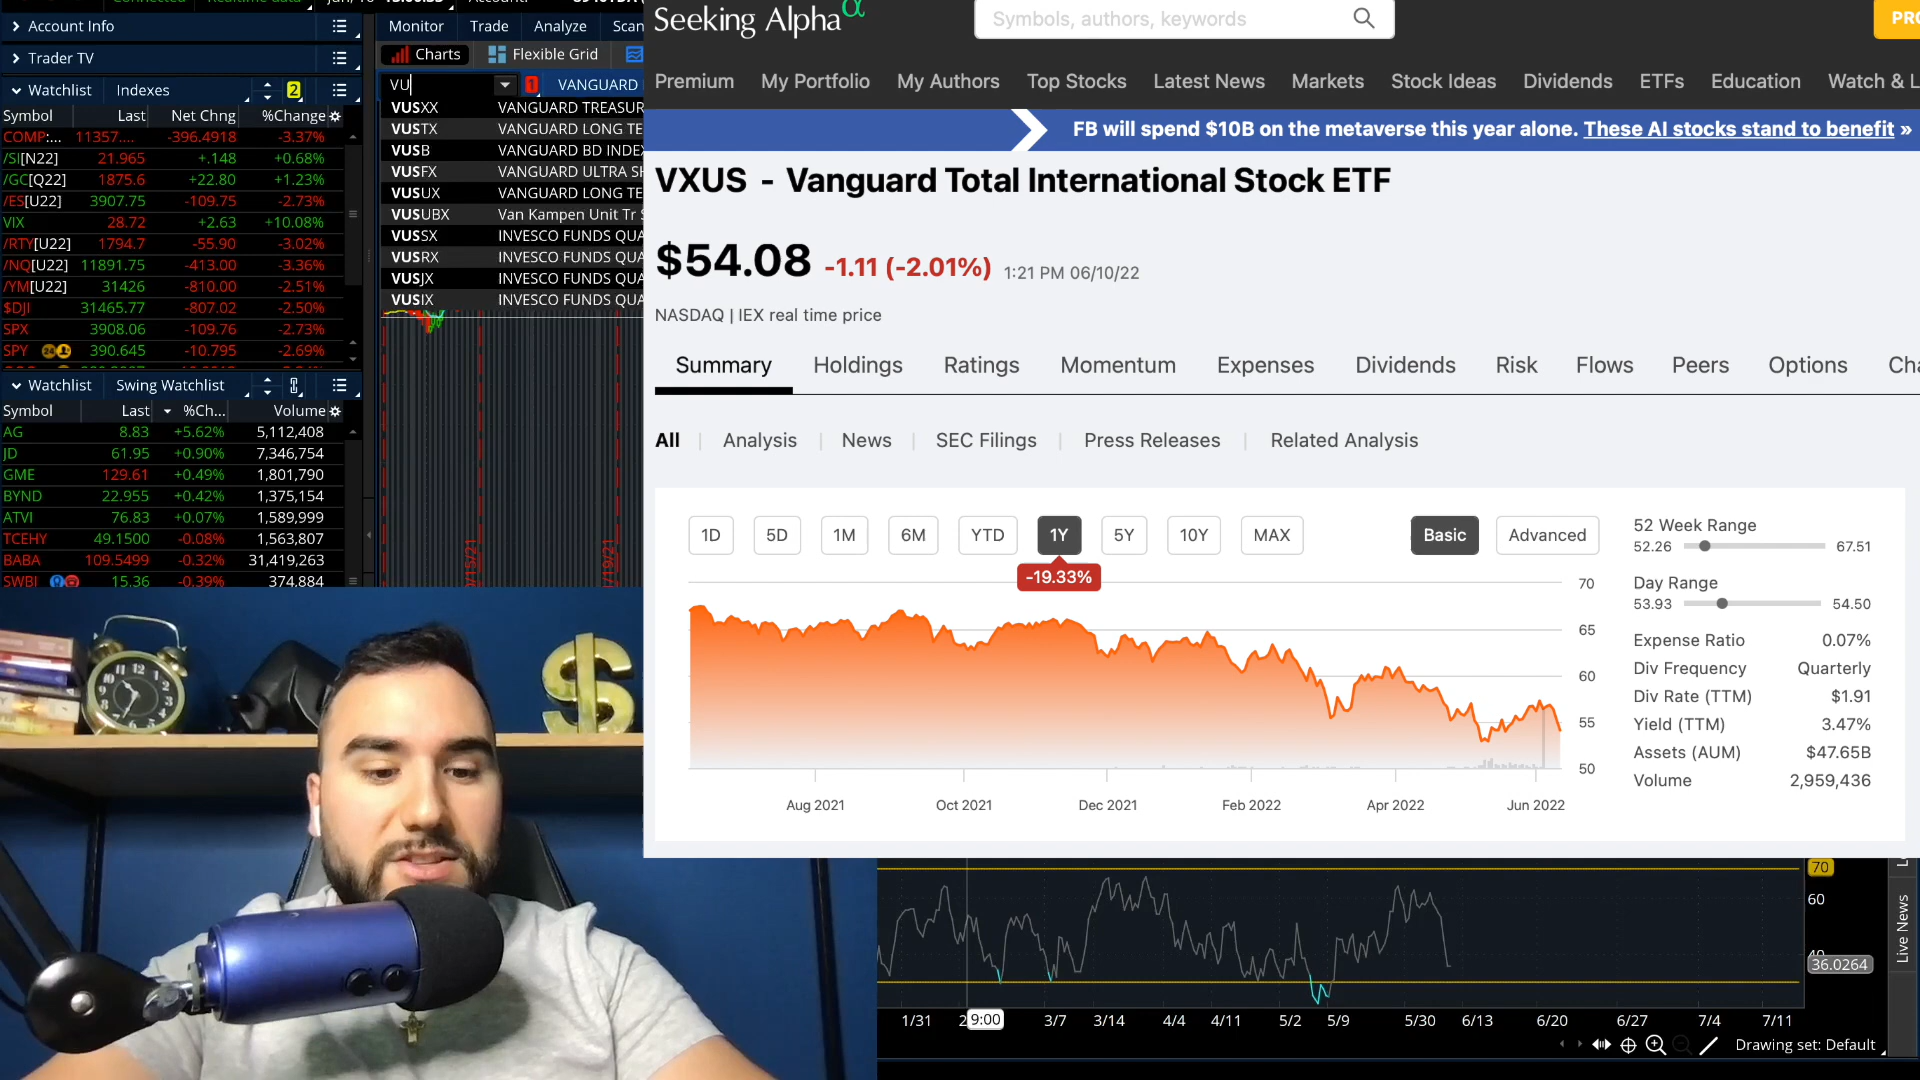 Account Info
Trader TV
Watchlist Indexes 2
Symbol Last Net Chng %Change
COMP:... 11357.... -396.4918 -3.37%
/SI[N22] 21.965 +.148 +0.68%
/GC[Q22] 1875.6 +22.80 +1.23%
/ES[U22] 3907.75 -109.75 -2.73%
VIX 28.72 +2.63 +10.08%
/RTY[U22] 1794.7 -55.90 -3.02%
/NQ[U22] 11891.75 -413.00 -3.36%
/YM[U22] 31426 -810.00 -2.51%
$DJI 31465.77 -807.02 -2.50%
SPX 3908.06 -109.76 -2.73%
SPY 390.645 -10.795 -2.69%
Watchlist Swing Watchlist
Symbol Last %Ch... Volume
AG 8.83 +5.62% 5,112,408
JD 61.95 +0.90% 7,346,754
GME 129.61 +0.49% 1,801,790
BYND 22.955 +0.42% 1,375,154
ATVI 76.83 +0.07% 1,589,999
TCEHY 49.1500 -0.08% 1,563,807
BABA 109.5499 -0.32% 31,419,263
SWBI 15.36 -0.39% 374,884
Monitor Trade Analyze Scan
Charts Flexible Grid
VU 1 VANGUARD
VUSXX VANGUARD TREASUR
VUSTX VANGUARD LONG TE
VUSB VANGUARD BD INDEX
VUSFX VANGUARD ULTRA SH
VUSUX VANGUARD LONG TE
VUSUBX Van Kampen Unit Tr S
VUSSX INVESCO FUNDS QUA
VUSRX INVESCO FUNDS QUA
VUSJX INVESCO FUNDS QUA
VUSIX INVESCO FUNDS QUA
/15/21
/19/21
Seeking Alpha α
Symbols, authors, keywords
PRO
Premium My Portfolio My Authors Top Stocks Latest News Markets Stock Ideas Dividends ETFs Education Watch & L
FB will spend $10B on the metaverse this year alone. These AI stocks stand to benefit »
VXUS - Vanguard Total International Stock ETF
$54.08 -1.11 (-2.01%) 1:21 PM 06/10/22
NASDAQ | IEX real time price
Summary Holdings Ratings Momentum Expenses Dividends Risk Flows Peers Options Cha
All Analysis News SEC Filings Press Releases Related Analysis
1D 5D 1M 6M YTD 1Y 5Y 10Y MAX Basic Advanced
-19.33%
70
65
60
55
50
Aug 2021 Oct 2021 Dec 2021 Feb 2022 Apr 2022 Jun 2022
52 Week Range
52.26 67.51
Day Range
53.93 54.50
Expense Ratio 0.07%
Div Frequency Quarterly
Div Rate (TTM) $1.91
Yield (TTM) 3.47%
Assets (AUM) $47.65B
Volume 2,959,436
70
60
36.0264
Live News
1/31 2 9:00 3/7 3/14 4/4 4/11 5/2 5/9 5/30 6/13 6/20 6/27 7/4 7/11
Drawing set: Default